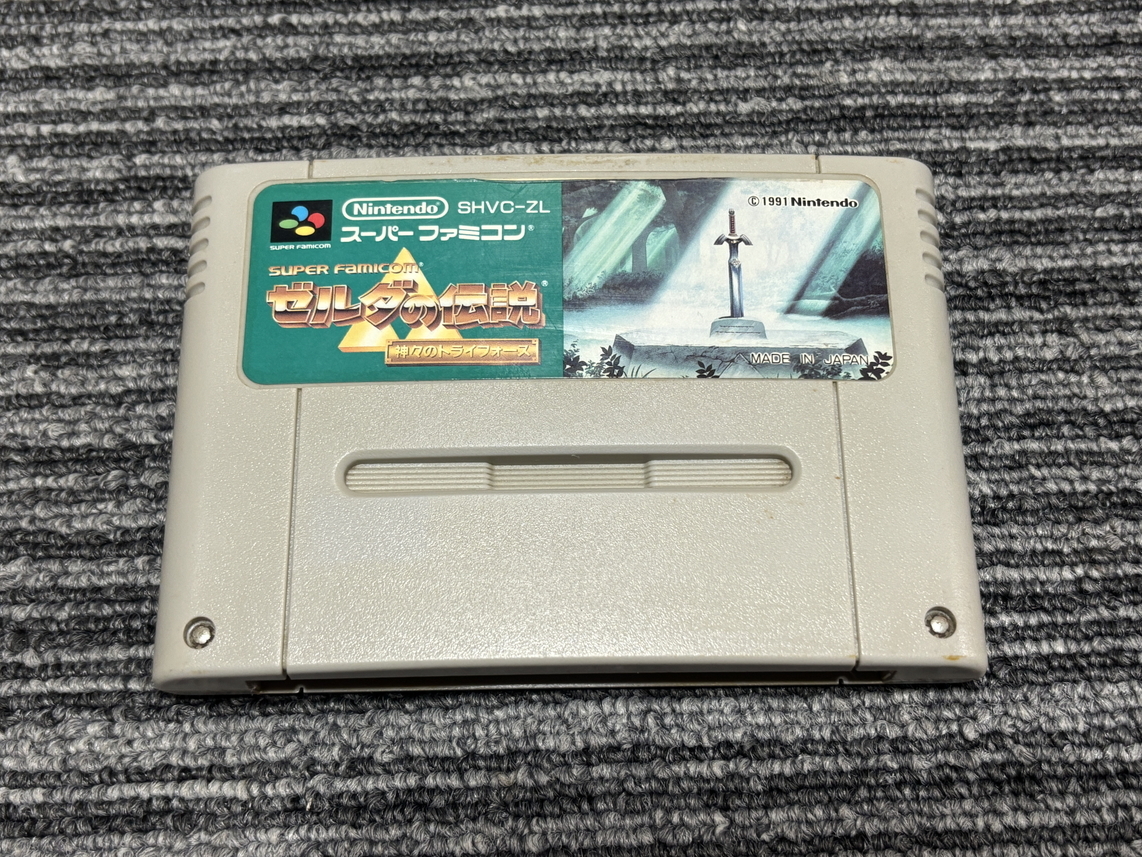 Nintendo SHVC-ZL
スーパーファミコン®
SUPER FAMICOM
SUPER FAMICOM®
ゼルダの伝説®
神々のトライフォース
©1991 Nintendo
MADE IN JAPAN